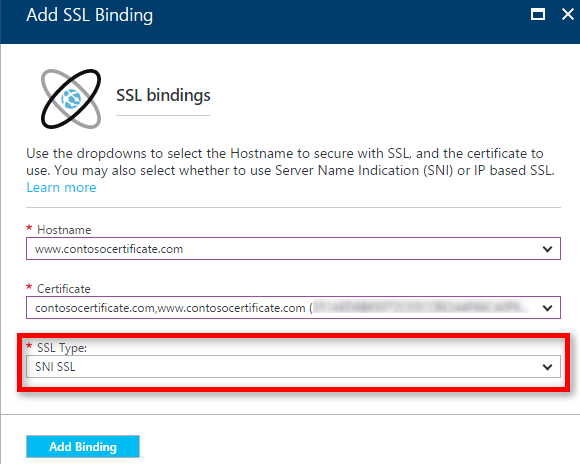 Add SSL Binding
SSL bindings
Use the dropdowns to select the Hostname to secure with SSL, and the certificate to
use. You may also select whether to use Server Name Indication (SNI) or IP based SSL.
Learn more
* Hostname
www.contosocertificate.com
* Certificate
contosocertificate.com,www.contosocertificate.com (
* SSL Type:
SNI SSL
Add Binding